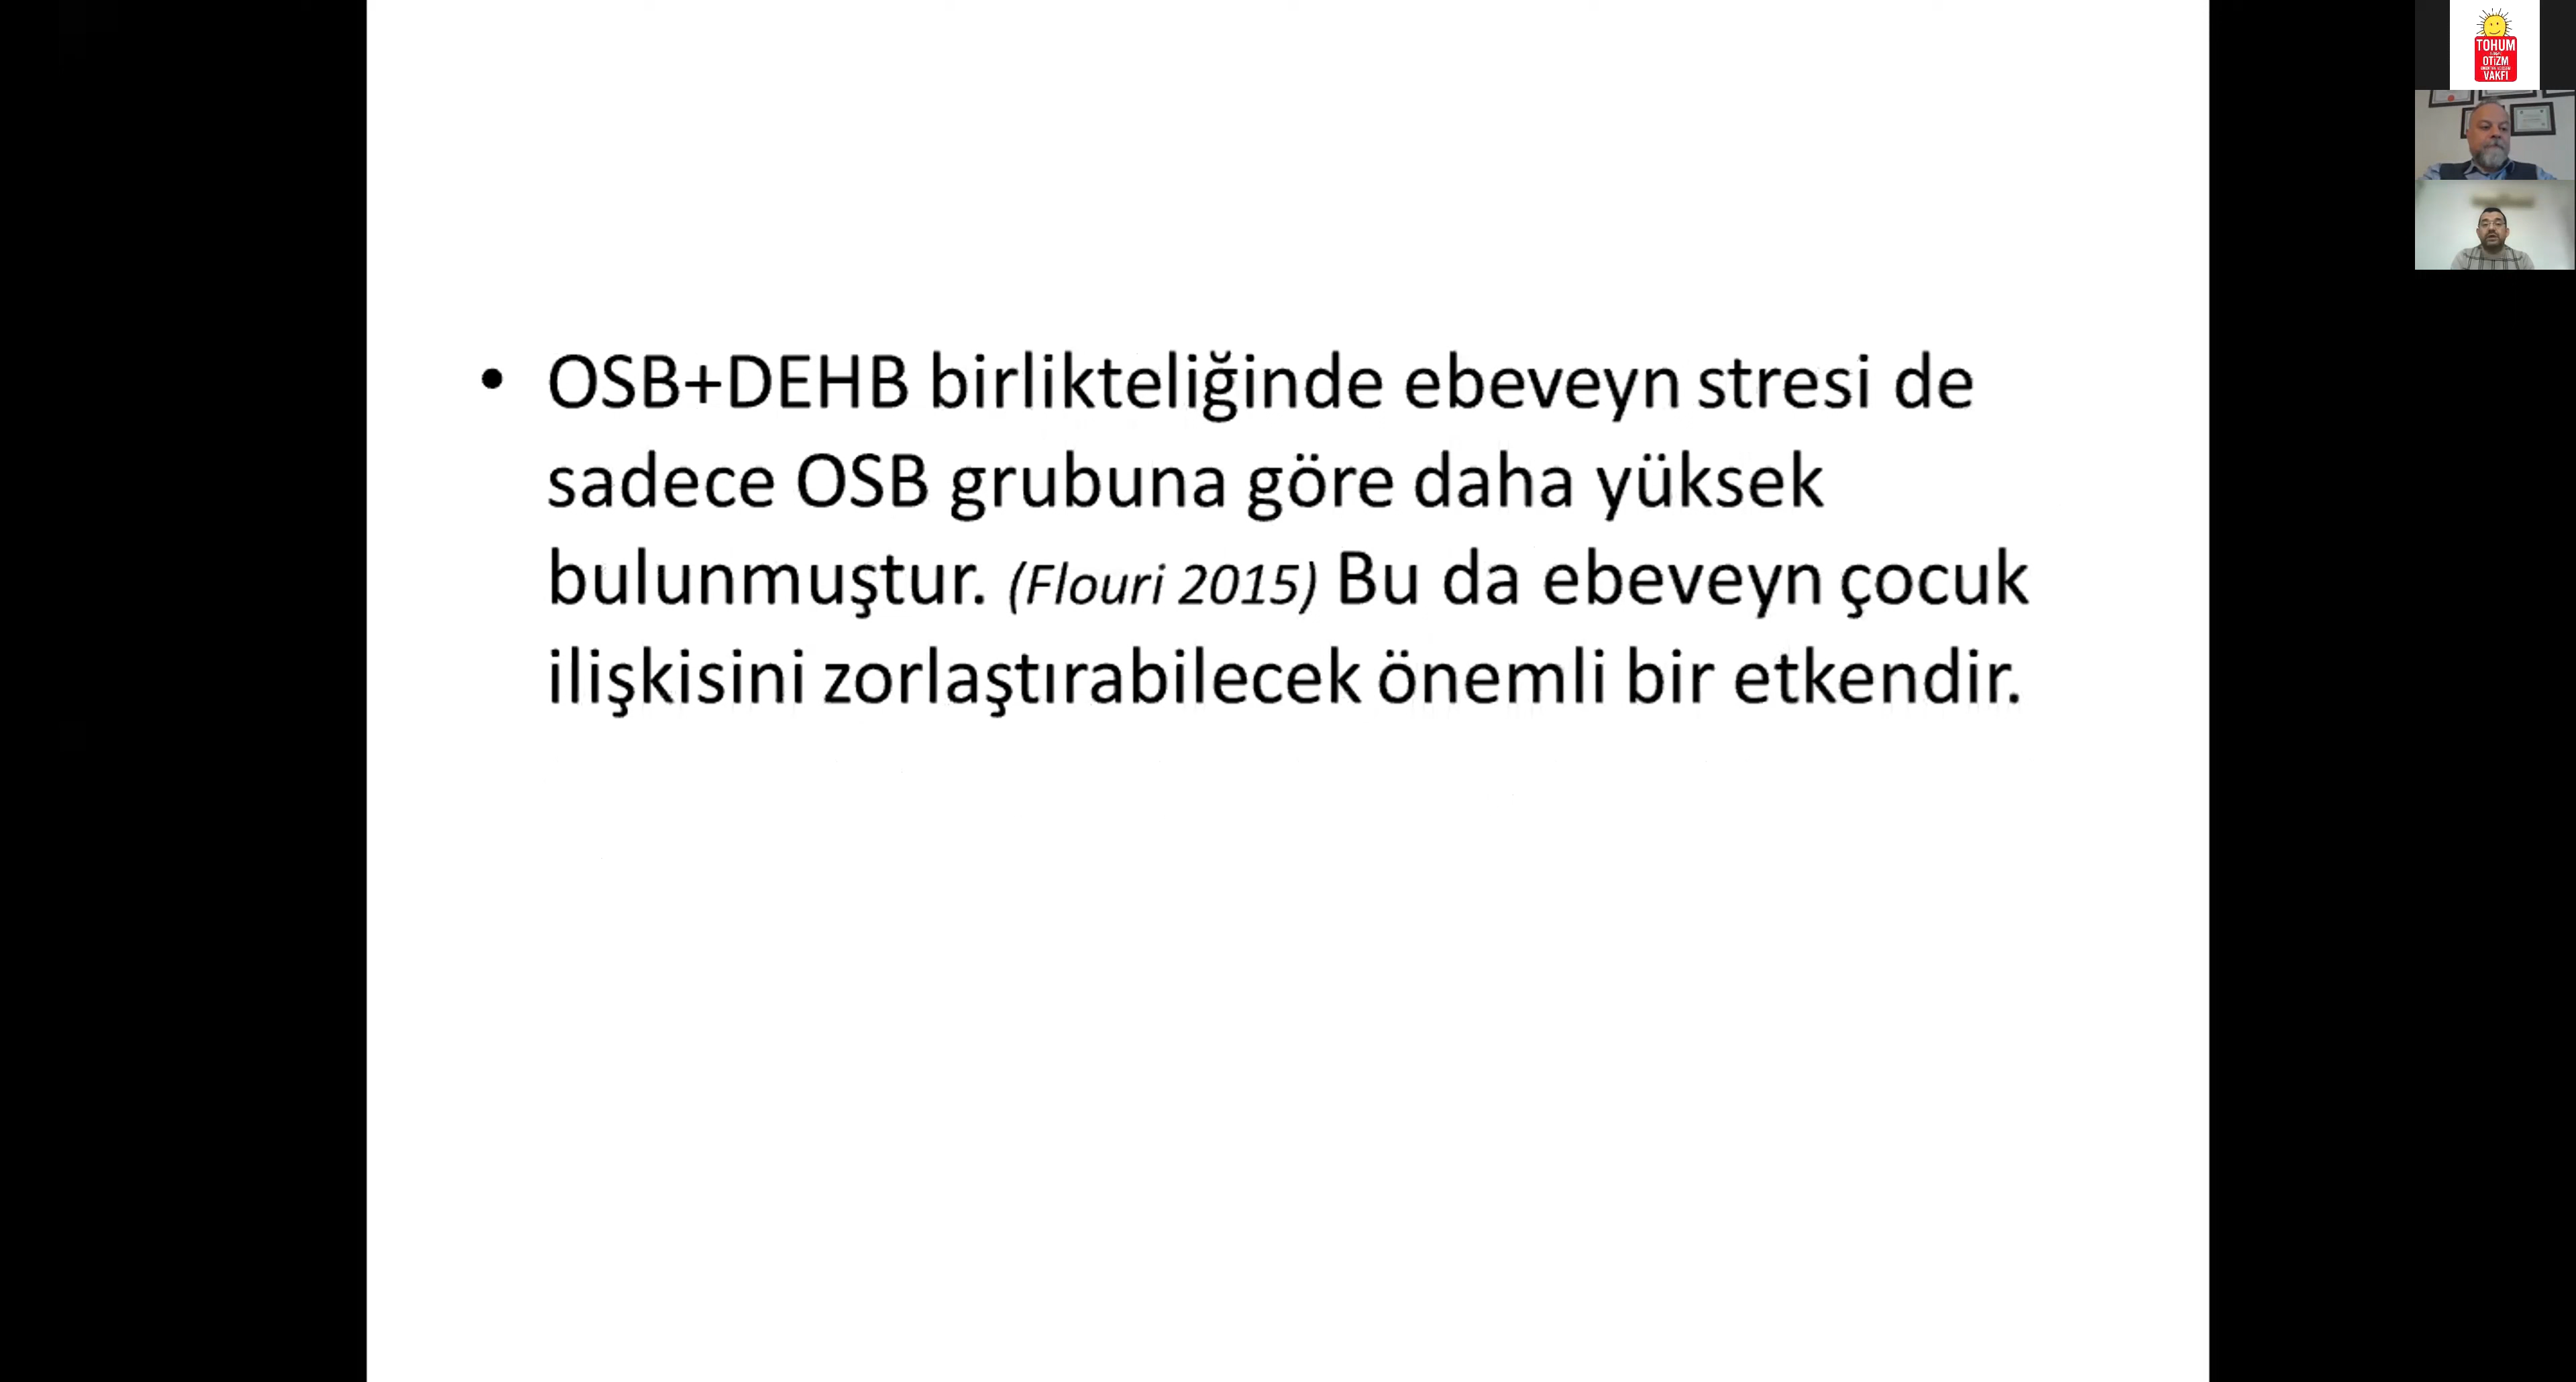 • OSB+DEHB birlikteliğinde ebeveyn stresi de
sadece OSB grubuna göre daha yüksek
bulunmuştur. (Flouri 2015) Bu da ebeveyn çocuk
ilişkisini zorlaştırabilecek önemli bir etkendir.
TOHUM
OTİZM
VAKFI